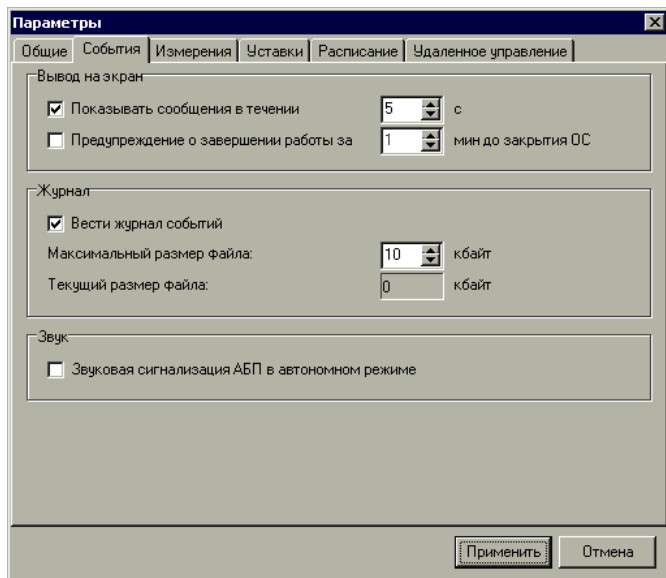 Параметры
Общие События Измерения Уставки Расписание Удаленное управление
Вывод на экран
Показывать сообщения в течении 5 с
Предупреждение о завершении работы за 1 мин до закрытия ОС
Журнал
Вести журнал событий
Максимальный размер файла: 10 кбайт
Текущий размер файла: 0 кбайт
Звук
Звуковая сигнализация АБП в автономном режиме
Применить Отмена